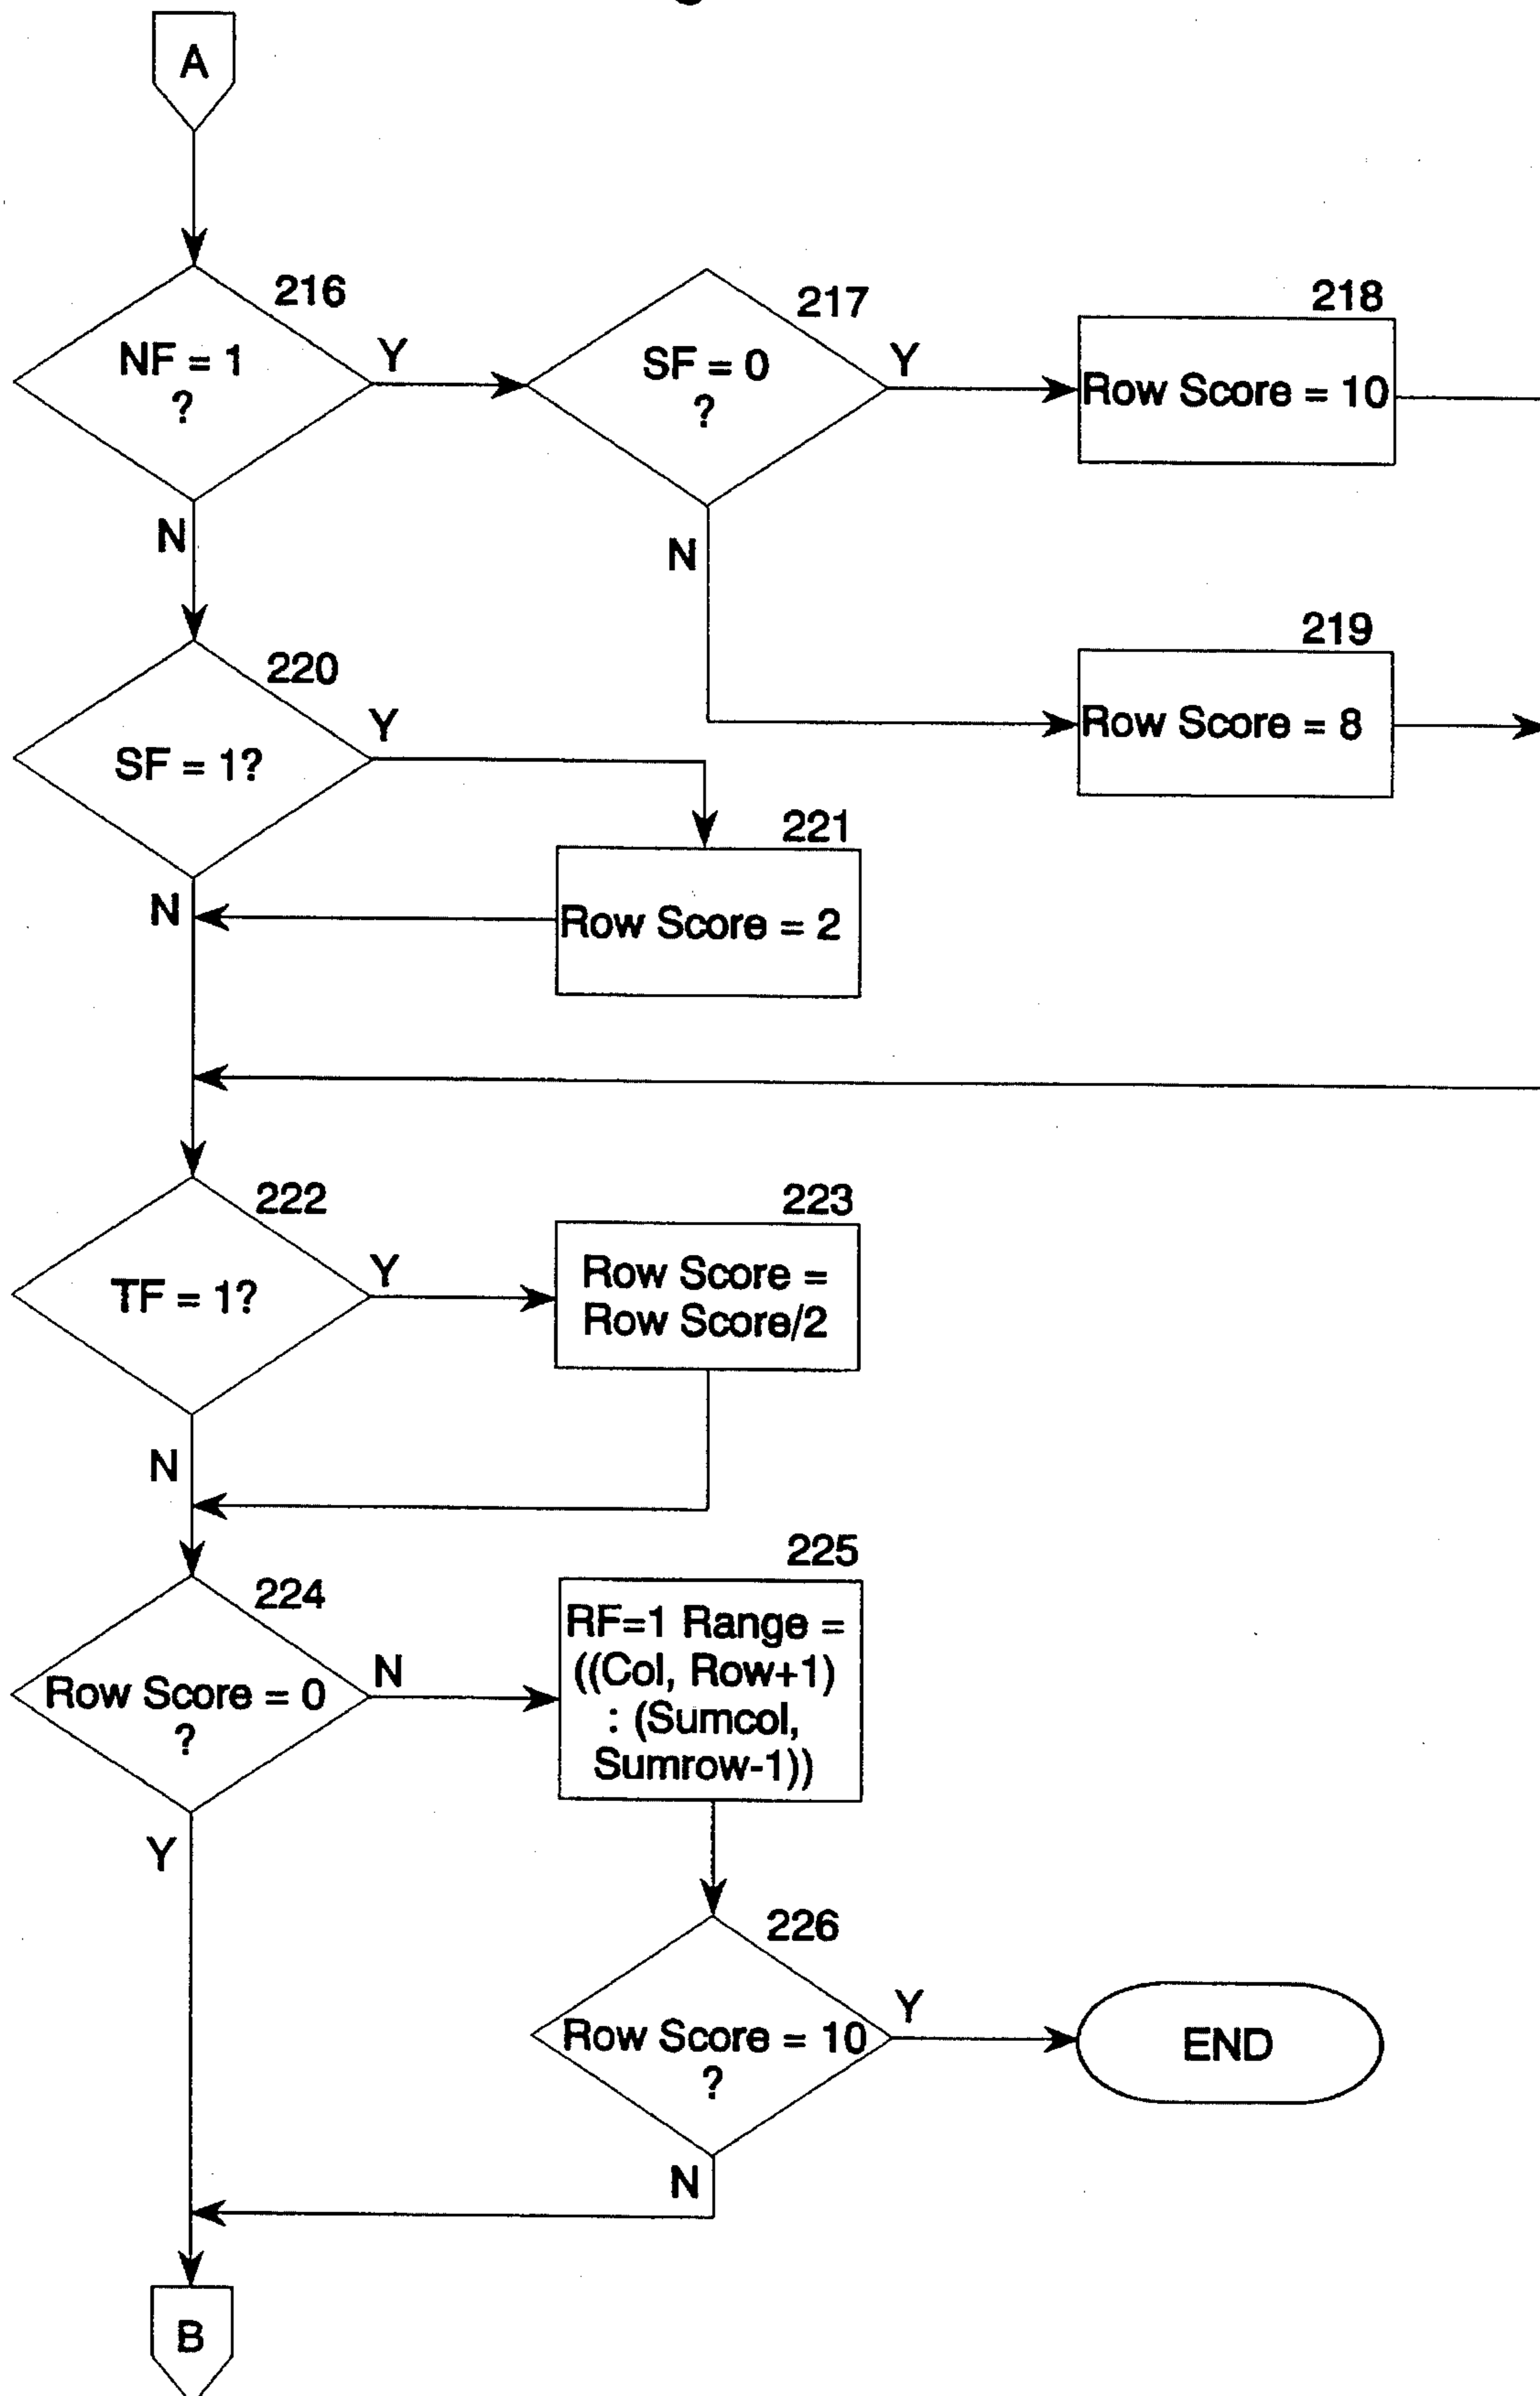 A
216
NF = 1
?
Y
217
SF = 0
?
Y
218
Row Score = 10
N
N
219
Row Score = 8
220
SF = 1?
Y
221
Row Score = 2
N
222
TF = 1?
Y
223
Row Score =
Row Score/2
N
224
Row Score = 0
?
N
225
RF=1 Range =
((Col, Row+1)
: (Sumcol,
Sumrow-1))
Y
226
Row Score = 10
?
Y
END
N
B